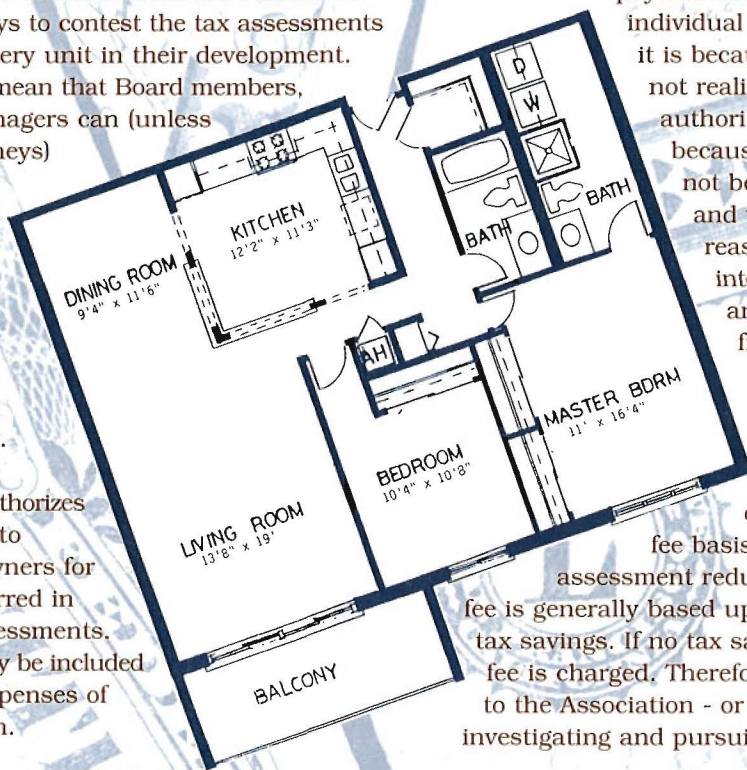 ys to contest the tax assessments
ery unit in their development.
mean that Board members,
nagers can (unless
neys)
thorizes
to
wners for
rred in
essments.
y be included
penses of
n.
individual
it is becau
not reali
authori
becaus
not be
and
reas
inte
ar
f
fee basis
assessment redu
fee is generally based up
tax savings. If no tax sa
fee is charged. Therefo
to the Association - or
investigating and pursui
D
W
BATH
BATH
KITCHEN
12'2" x 11'3"
DINING ROOM
9'4" x 11'6"
AH
MASTER BDRM
11' x 16'4"
BEDROOM
10'4" x 10'8"
LIVING ROOM
13'8" x 19'
BALCONY